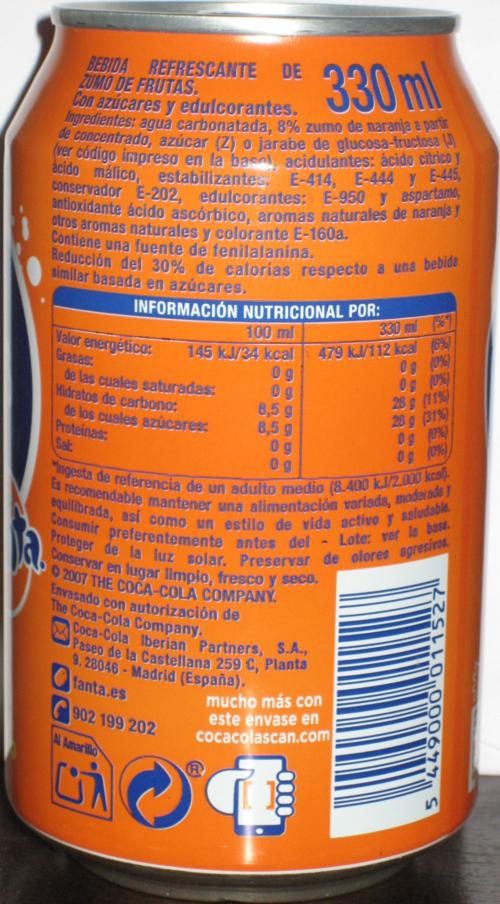 BEBIDA REFRESCANTE DE
ZUMO DE FRUTAS.
330 ml
Con azúcares y edulcorantes.
Ingredientes: agua carbonatada, 8% zumo de naranja a partir
de concentrado, azúcar (Z) o jarabe de glucosa-fructosa (J)
(ver código impreso en la base), acidulantes: ácido cítrico y
ácido málico, estabilizantes: E-414, E-444 y E-445,
conservador E-202, edulcorantes: E-950 y aspartamo,
antioxidante ácido ascórbico, aromas naturales de naranja y
otros aromas naturales y colorante E-160a.
Contiene una fuente de fenilalanina.
Reducción del 30% de calorías respecto a una bebida
similar basada en azúcares.
INFORMACIÓN NUTRICIONAL POR:
100 ml 330 ml (%*)
Valor energético: 145 kJ/34 kcal 479 kJ/112 kcal (6%)
Grasas: 0 g 0 g (0%)
de las cuales saturadas: 0 g 0 g (0%)
Hidratos de carbono: 8,5 g 28 g (11%)
de los cuales azúcares: 8,5 g 28 g (31%)
Proteínas: 0 g 0 g (0%)
Sal: 0 g 0 g (0%)
*Ingesta de referencia de un adulto medio (8.400 kJ/2.000 kcal).
Es recomendable mantener una alimentación variada, moderada y
equilibrada, así como un estilo de vida activo y saludable.
Consumir preferentemente antes del - Lote: ver la base.
Proteger de la luz solar. Preservar de olores agresivos.
Conservar en lugar limpio, fresco y seco.
© 2007 THE COCA-COLA COMPANY.
Envasado con autorización de
The Coca-Cola Company.
Coca-Cola Iberian Partners, S.A.,
Paseo de la Castellana 259 C, Planta
9. 28046 - Madrid (España).
fanta.es
902 199 202
mucho más con
este envase en
cocacolascan.com
Al Amarillo
®
5 449000 011527
ta.